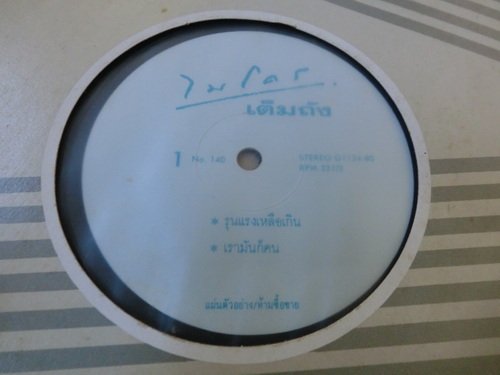 ไมโคร
เต็มถัง
1 No. 140
STEREO
RPM
* รุนแรงเหลือเกิน
* เรามันก็คน
แผ่นตัวอย่าง/ห้ามซื้อขาย